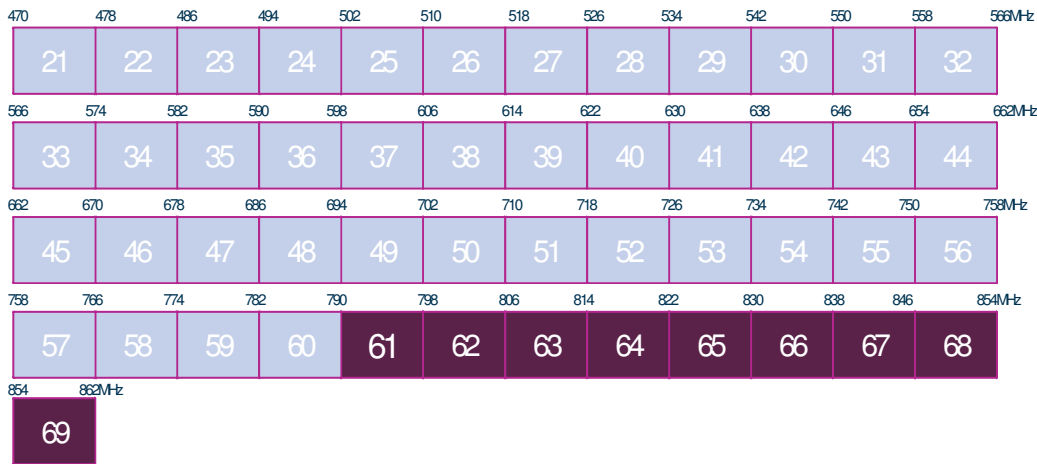 470 478 486 494 502 510 518 526 534 542 550 558 566MHz
21 22 23 24 25 26 27 28 29 30 31 32
566 574 582 590 598 606 614 622 630 638 646 654 662MHz
33 34 35 36 37 38 39 40 41 42 43 44
662 670 678 686 694 702 710 718 726 734 742 750 758MHz
45 46 47 48 49 50 51 52 53 54 55 56
758 766 774 782 790 798 806 814 822 830 838 846 854MHz
57 58 59 60 61 62 63 64 65 66 67 68
854 862MHz
69